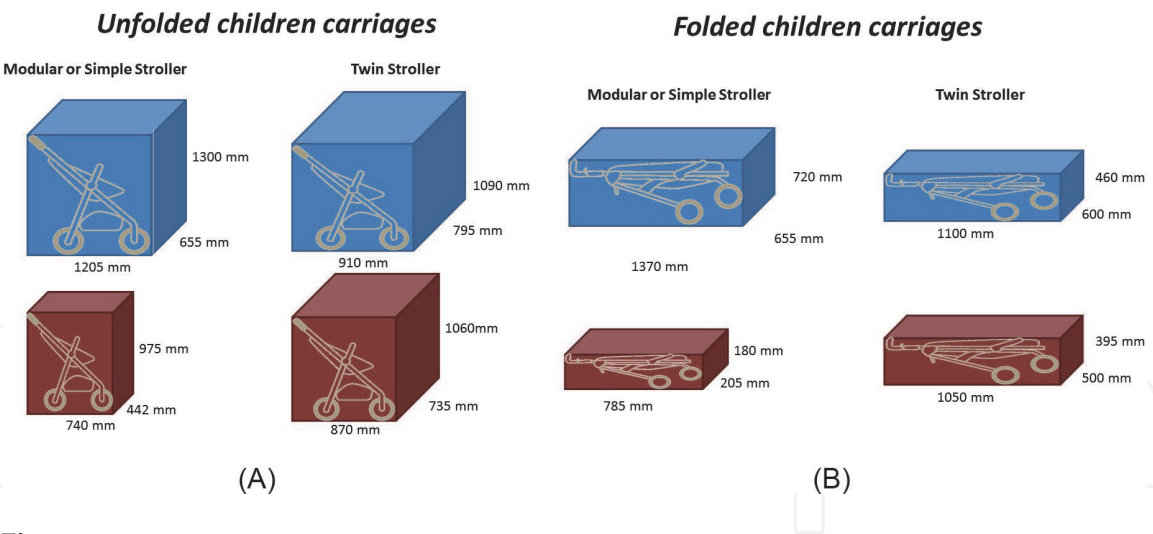 Unfolded children carriages
Modular or Simple Stroller
Twin Stroller
1300 mm
655 mm
1205 mm
1090 mm
795 mm
910 mm
975 mm
442 mm
740 mm
1060mm
735 mm
870 mm
(A)
Folded children carriages
Modular or Simple Stroller
Twin Stroller
720 mm
655 mm
1370 mm
460 mm
600 mm
1100 mm
180 mm
205 mm
785 mm
395 mm
500 mm
1050 mm
(B)